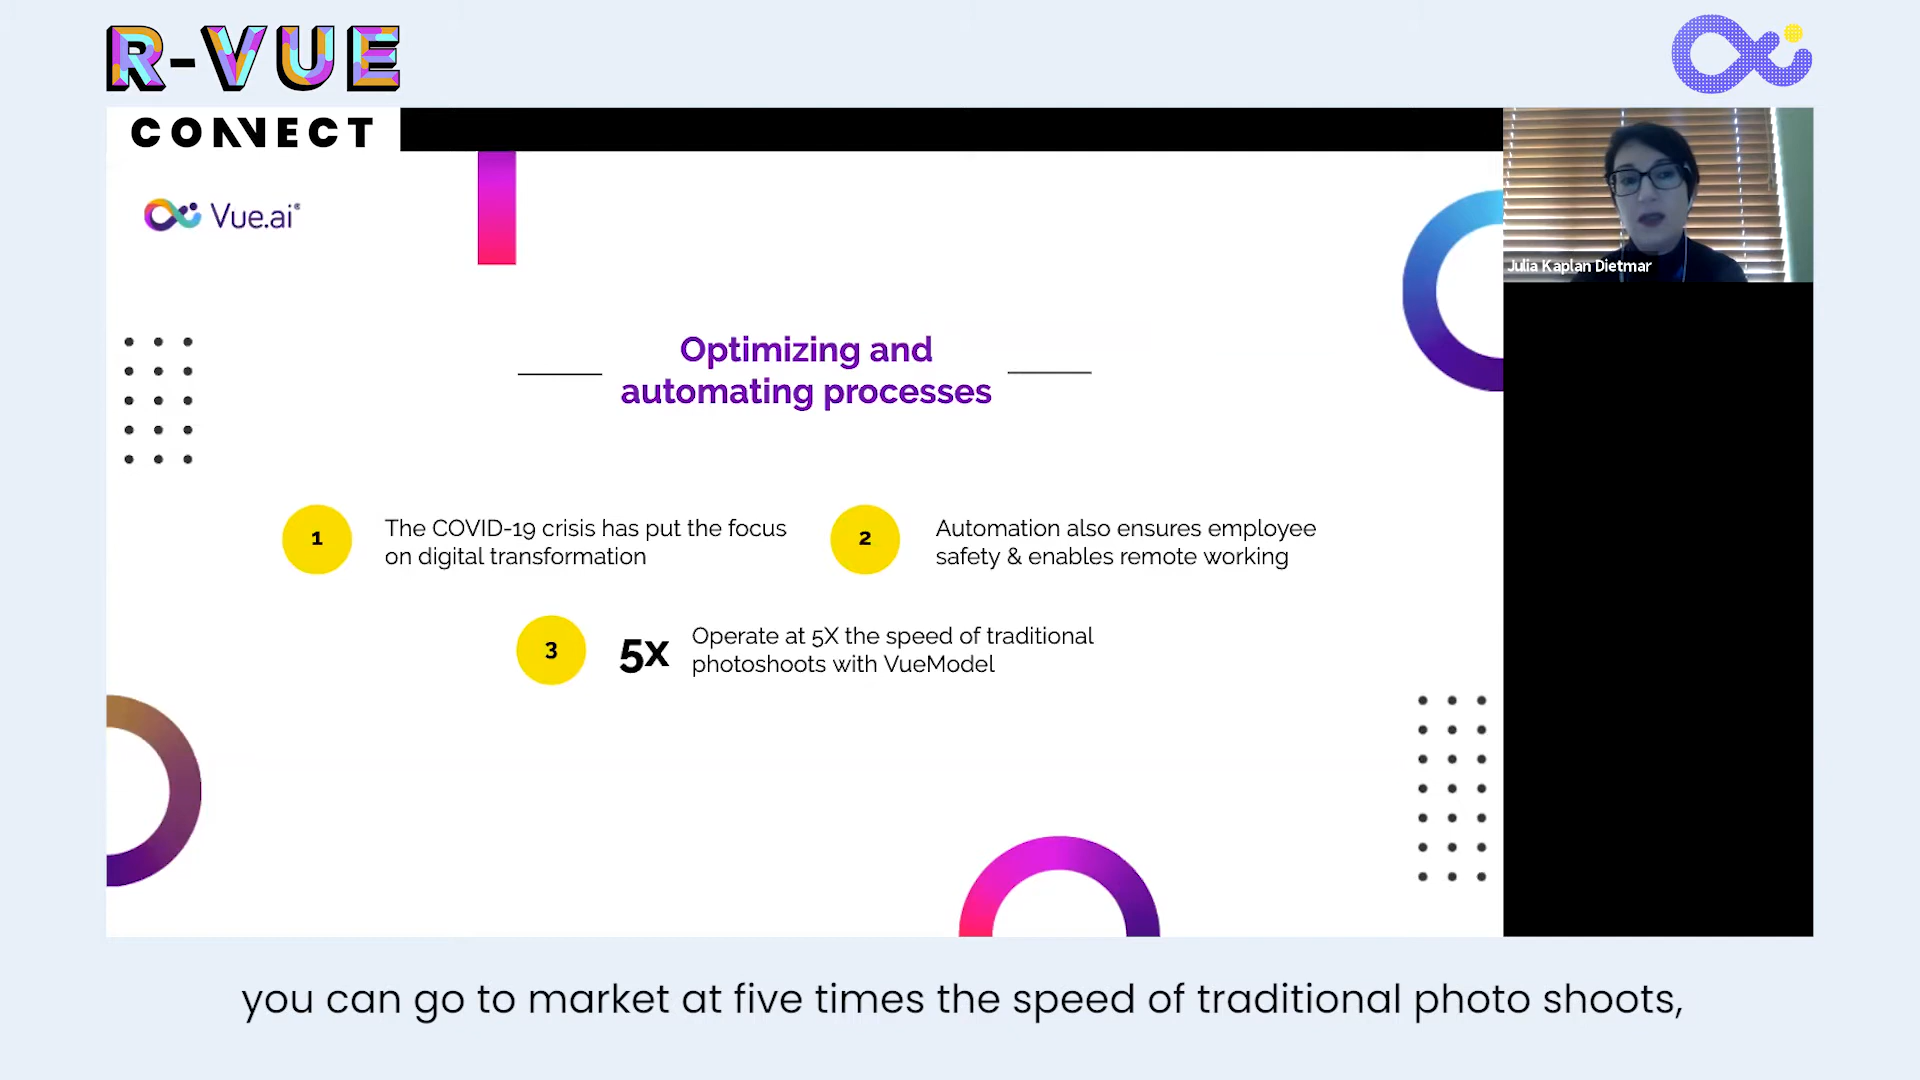 R-VUE
CONNECT
Vue.ai®
Julia Kaplan Dietmar
Optimizing and
automating processes
1
The COVID-19 crisis has put the focus
on digital transformation
2
Automation also ensures employee
safety & enables remote working
3
5x
Operate at 5X the speed of traditional
photoshoots with VueModel
you can go to market at five times the speed of traditional photo shoots,